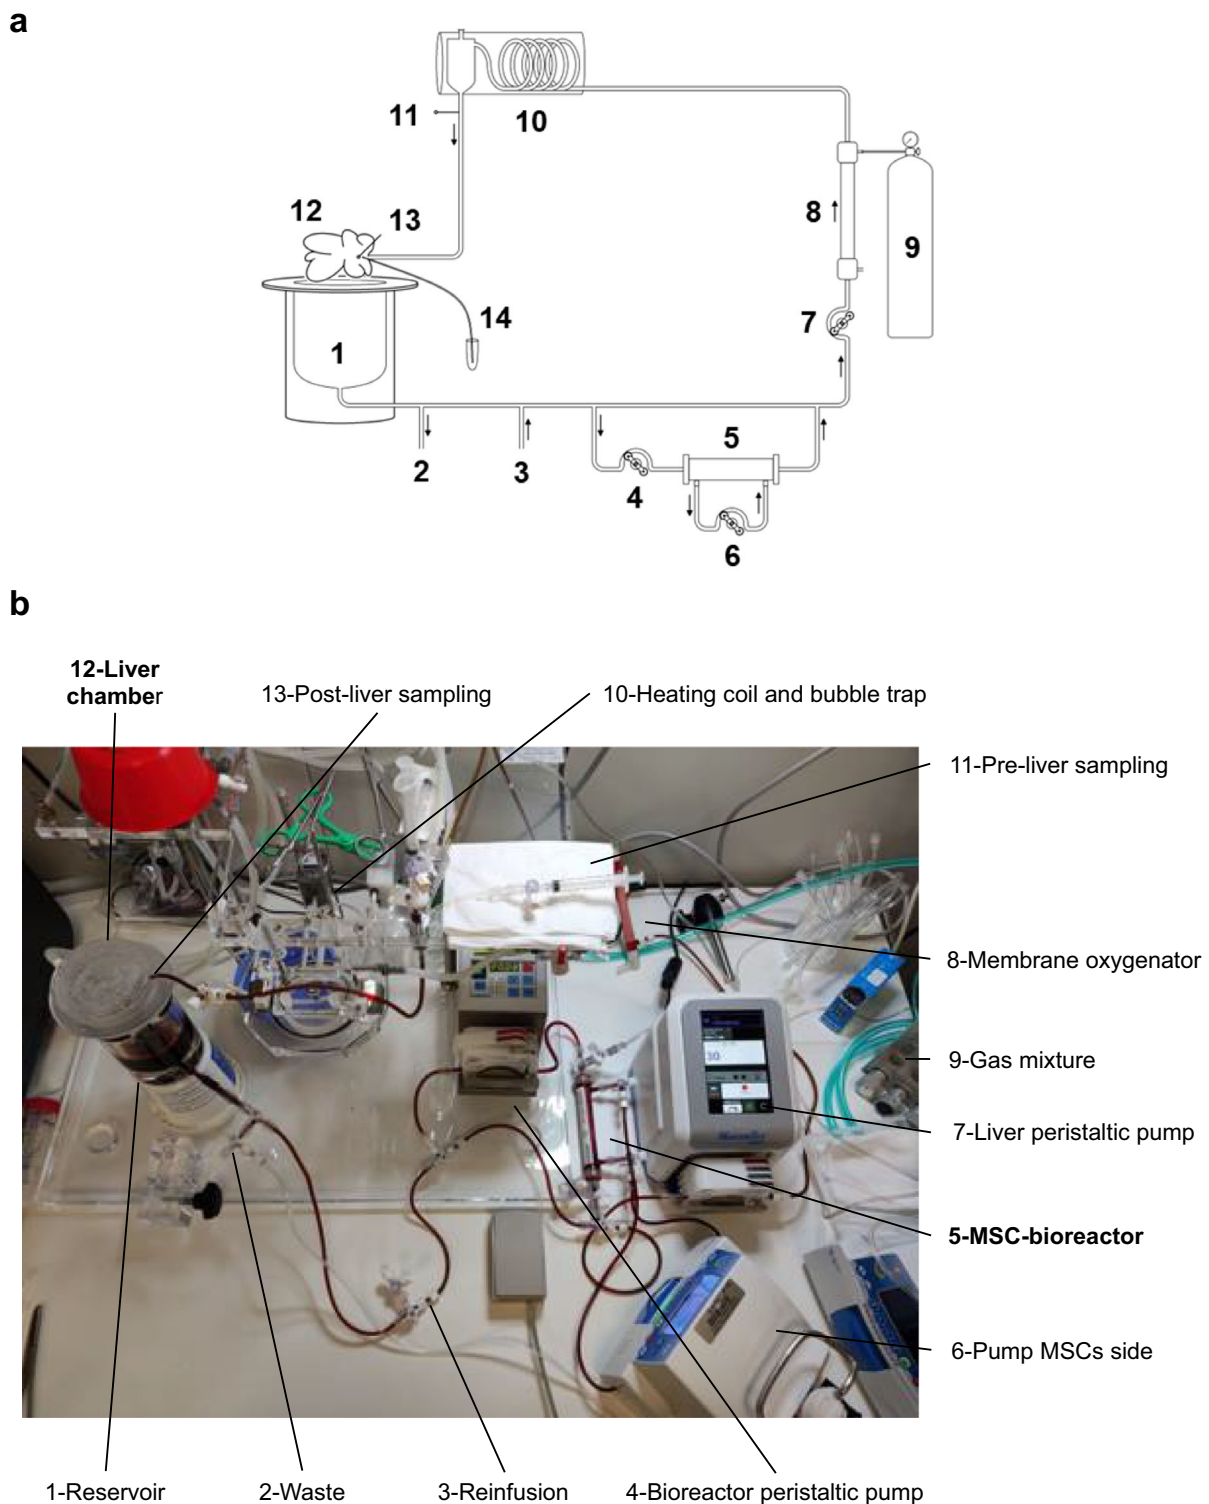 a
11
10
12
13
8
9
14
7
1
5
2
3
4
6
b
12-Liver
chamber
13-Post-liver sampling
10-Heating coil and bubble trap
11-Pre-liver sampling
8-Membrane oxygenator
9-Gas mixture
30
7-Liver peristaltic pump
5-MSC-bioreactor
6-Pump MSCs side
1-Reservoir
2-Waste
3-Reinfusion
4-Bioreactor peristaltic pump